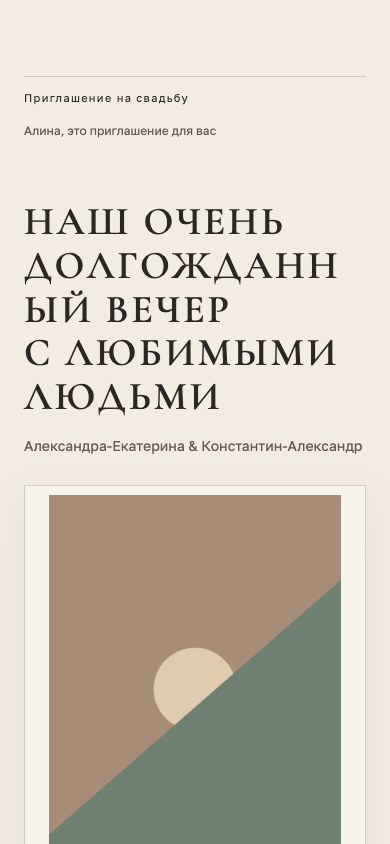 Приглашение на свадьбу
Алина, это приглашение для вас
НАШ ОЧЕНЬ
ДОЛГОЖДАНН
ЫЙ ВЕЧЕР
С ЛЮБИМЫМИ
ЛЮДЬМИ
Александра-Екатерина & Константин-Александр